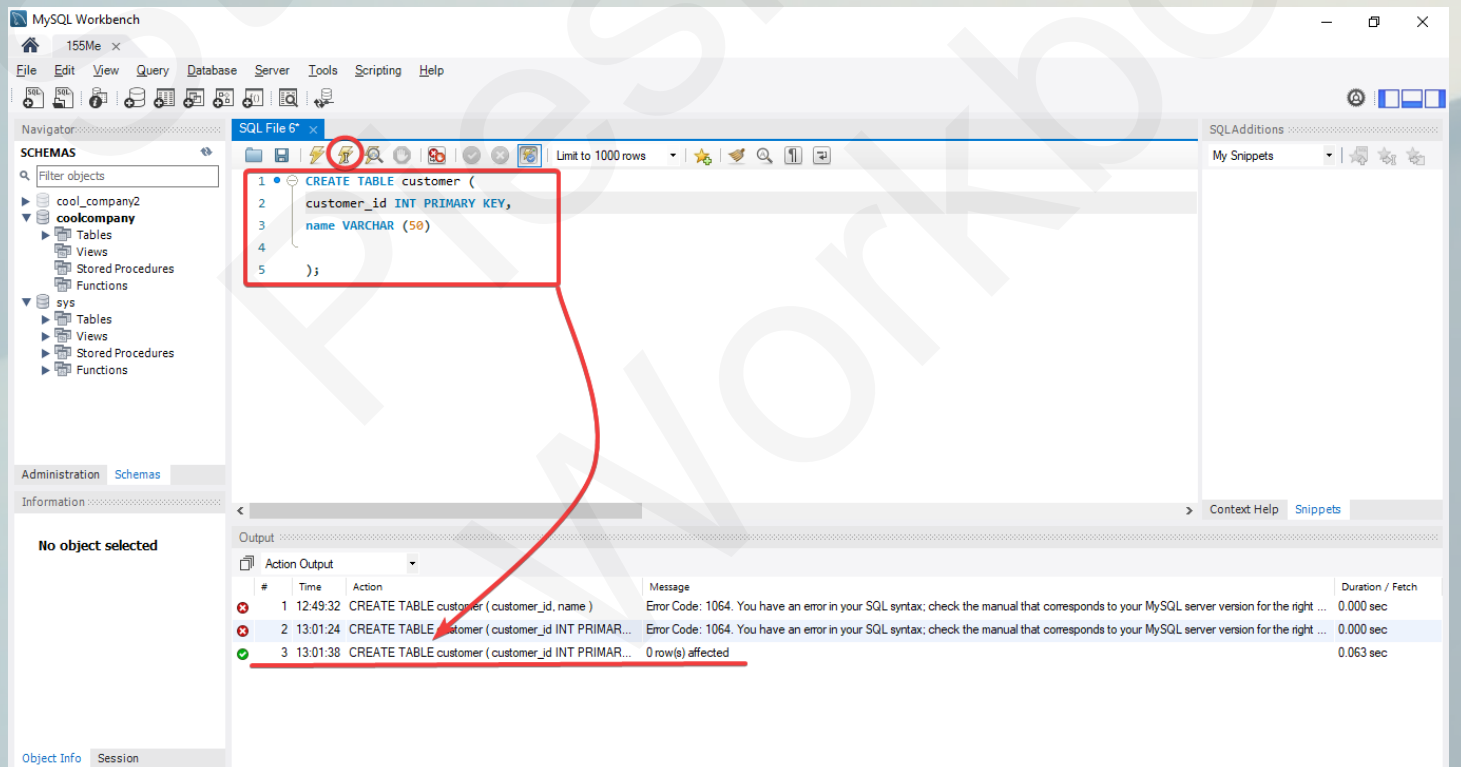 MySQL Workbench
155Me
File Edit View Query Database Server Tools Scripting Help
Navigator
SCHEMAS
Filter objects
cool_company2
coolcompany
Tables
Views
Stored Procedures
Functions
sys
Tables
Views
Stored Procedures
Functions
Administration Schemas
Information
No object selected
Object Info Session
SQL File 6*
Limit to 1000 rows
1 CREATE TABLE customer (
2 customer_id INT PRIMARY KEY,
3 name VARCHAR (50)
4
5 );
Output
Action Output
# Time Action Message Duration / Fetch
1 12:49:32 CREATE TABLE customer ( customer_id, name ) Error Code: 1064. You have an error in your SQL syntax; check the manual that corresponds to your MySQL server version for the right ... 0.000 sec
2 13:01:24 CREATE TABLE customer ( customer_id INT PRIMAR... Error Code: 1064. You have an error in your SQL syntax; check the manual that corresponds to your MySQL server version for the right ... 0.000 sec
3 13:01:38 CREATE TABLE customer ( customer_id INT PRIMAR... 0 row(s) affected 0.063 sec
SQLAdditions
My Snippets
Context Help Snippets